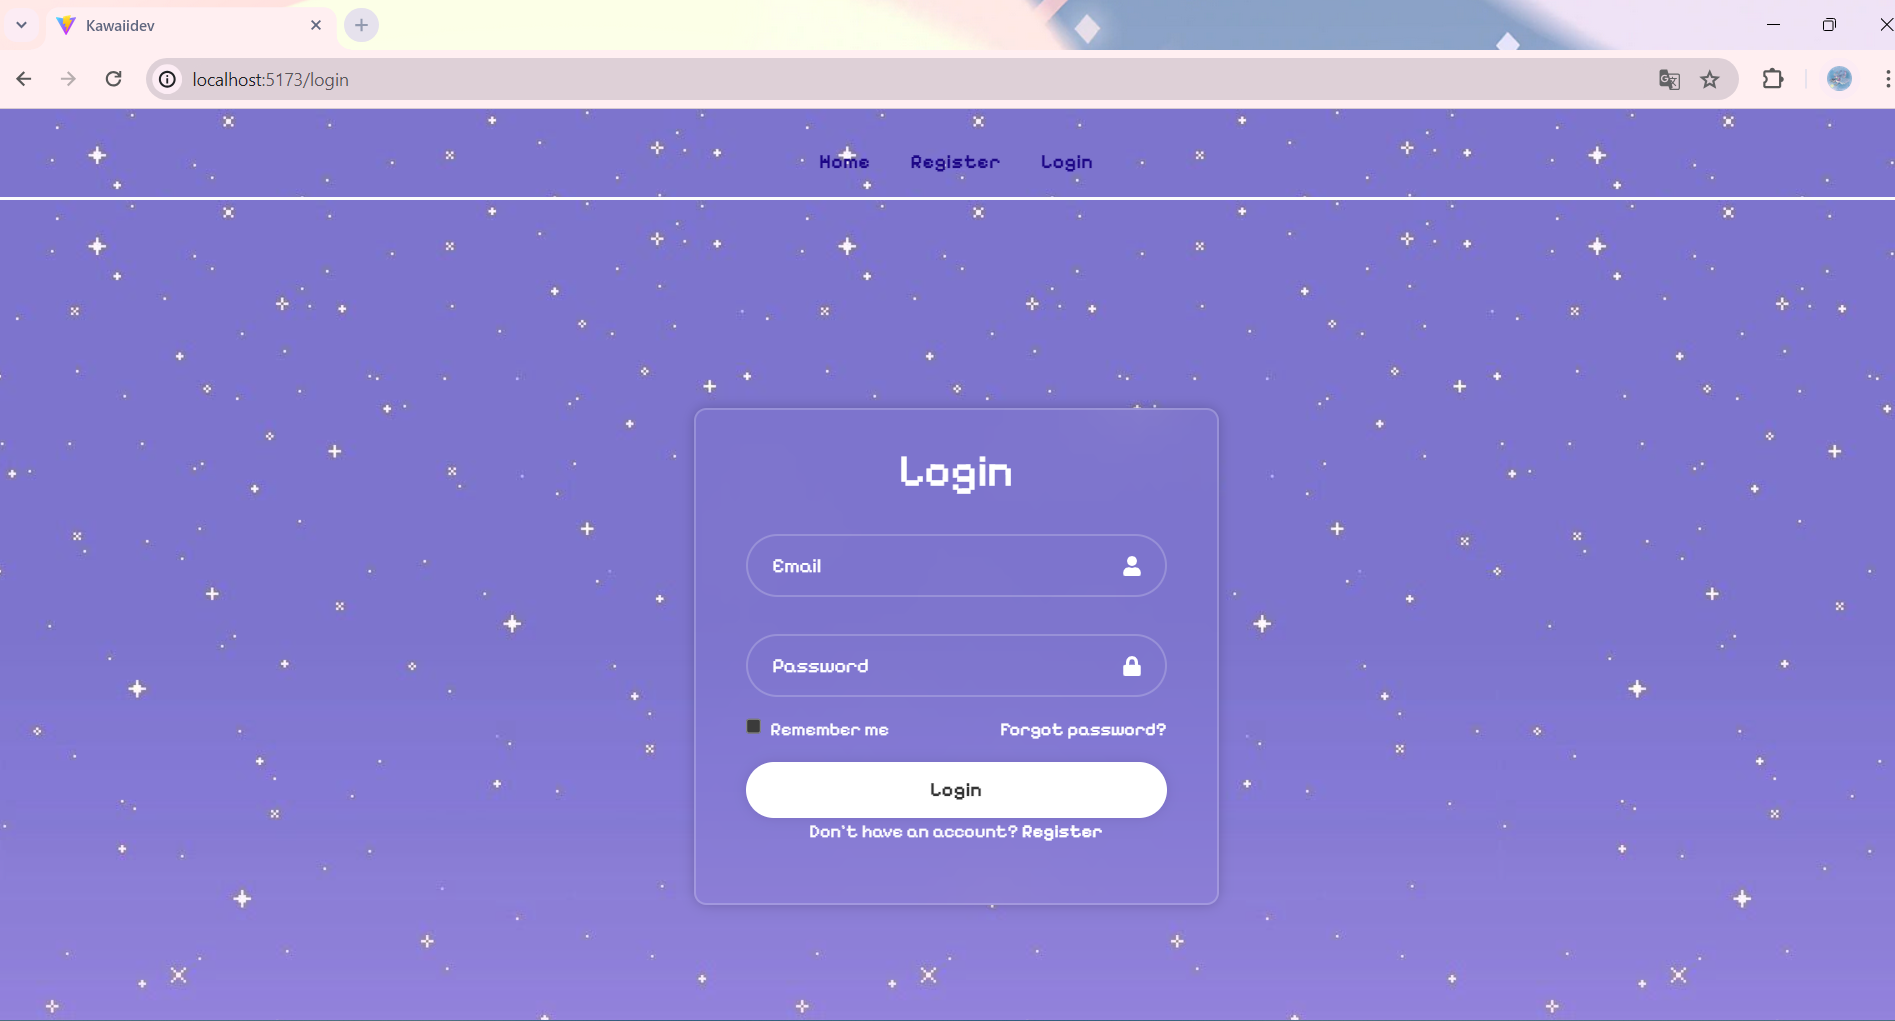 Kawaiidev
localhost:5173/login
Home Register Login
Login
Email
Password
Remember me Forgot password?
Login
Don't have an account? Register